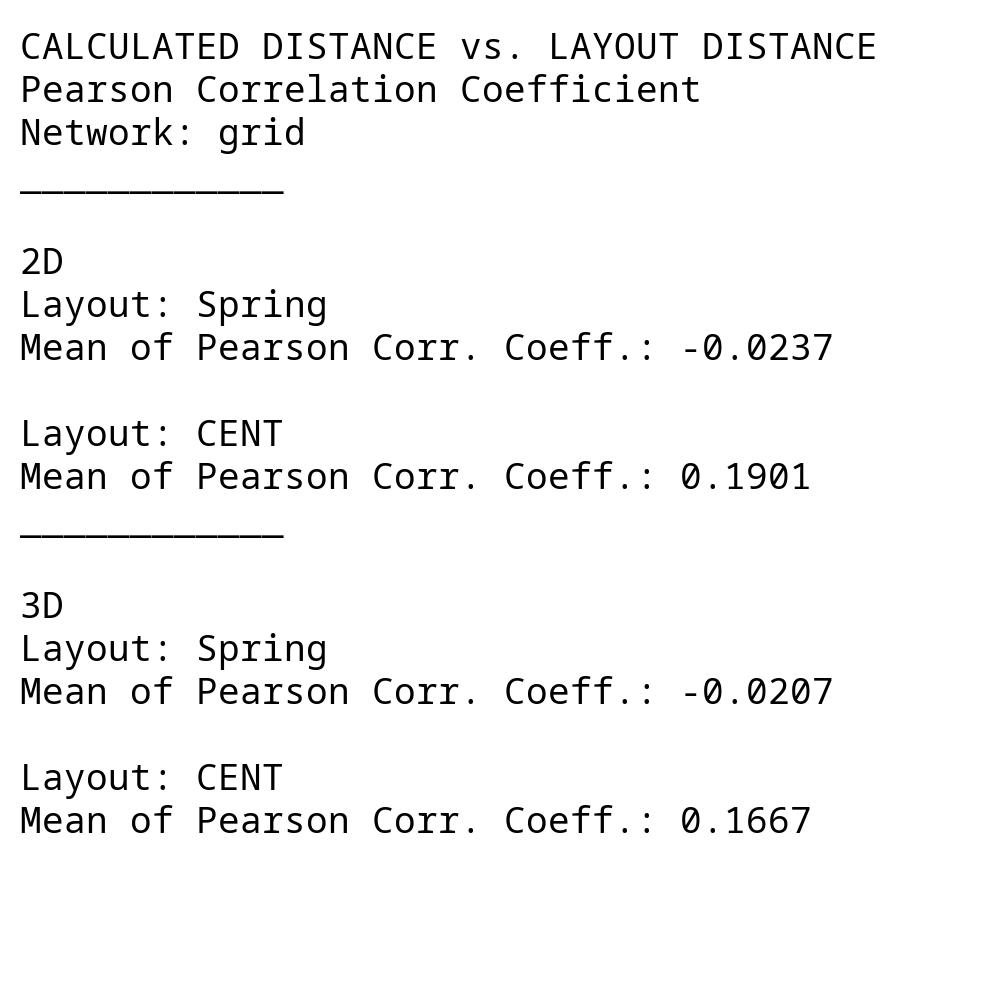 CALCULATED DISTANCE vs. LAYOUT DISTANCE
Pearson Correlation Coefficient
Network: grid
____________
2D
Layout: Spring
Mean of Pearson Corr. Coeff.: -0.0237
Layout: CENT
Mean of Pearson Corr. Coeff.: 0.1901
____________
3D
Layout: Spring
Mean of Pearson Corr. Coeff.: -0.0207
Layout: CENT
Mean of Pearson Corr. Coeff.: 0.1667